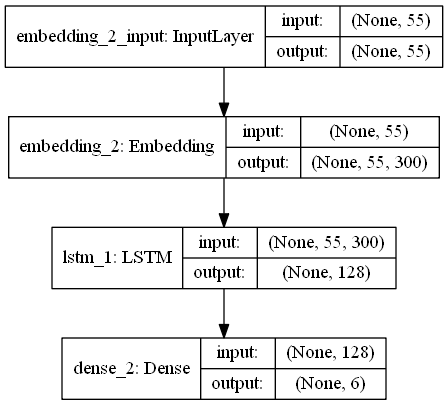 embedding_2_input: InputLayer
input: (None, 55)
output: (None, 55)
embedding_2: Embedding
input: (None, 55)
output: (None, 55, 300)
lstm_1: LSTM
input: (None, 55, 300)
output: (None, 128)
dense_2: Dense
input: (None, 128)
output: (None, 6)